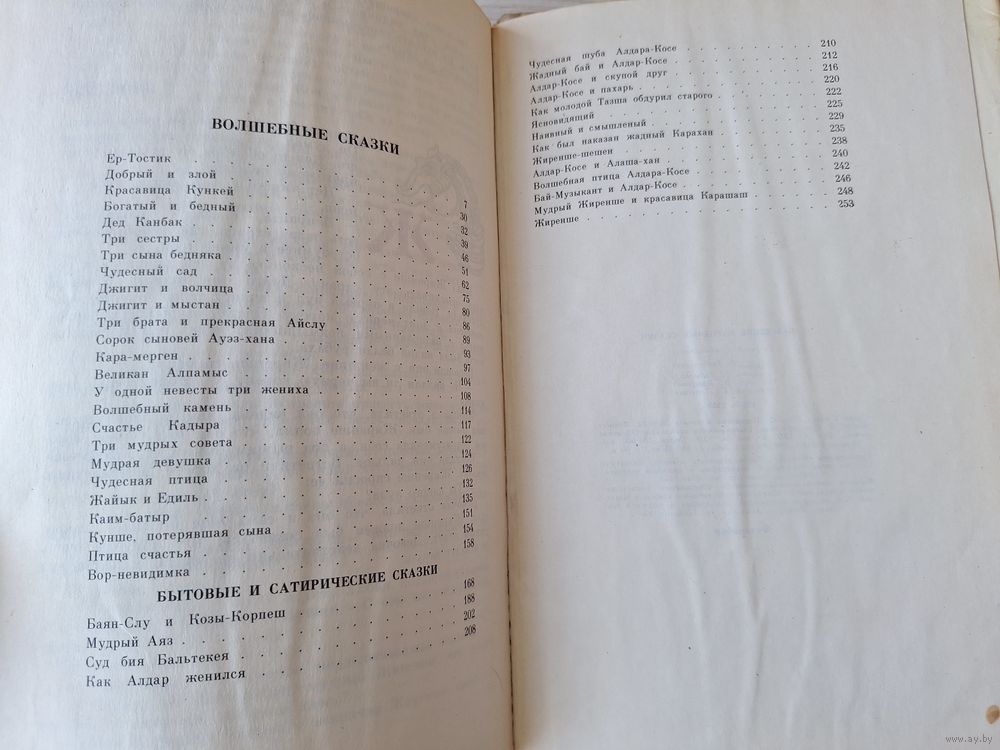 ВОЛШЕБНЫЕ СКАЗКИ
Ер-Тостик . . . . . . . . 7
Добрый и злой . . . . . . . . 30
Красавица Кункей . . . . . . . . 32
Богатый и бедный . . . . . . . . 39
Дед Канбак . . . . . . . . 46
Три сестры . . . . . . . . 51
Три сына бедняка . . . . . . . . 62
Чудесный сад . . . . . . . . 75
Джигит и волчица . . . . . . . . 80
Джигит и мыстан . . . . . . . . 86
Три брата и прекрасная Айслу . . . . . . 89
Сорок сыновей Ауэз-хана . . . . . . . 93
Кара-мерген . . . . . . . . 97
Великан Алпамыс . . . . . . . . 104
У одной невесты три жениха . . . . . . 108
Волшебный камень . . . . . . . . 114
Счастье Кадыра . . . . . . . . 117
Три мудрых совета . . . . . . . . 122
Мудрая девушка . . . . . . . . 124
Чудесная птица . . . . . . . . 126
Жайык и Едиль . . . . . . . . 132
Каим-батыр . . . . . . . . 135
Кунше, потерявшая сына . . . . . . . 151
Птица счастья . . . . . . . . 154
Вор-невидимка . . . . . . . . 158
БЫТОВЫЕ И САТИРИЧЕСКИЕ СКАЗКИ
Баян-Слу и Козы-Корпеш . . . . . . . 168
Мудрый Аяз . . . . . . . . 188
Суд бия Бальтекея . . . . . . . . 202
Как Алдар женился . . . . . . . . 208
Чудесная шуба Алдара-Косе . . . . . . 210
Жадный бай и Алдар-Косе . . . . . . 212
Алдар-Косе и скупой друг . . . . . . 216
Алдар-Косе и пахарь . . . . . . . 220
Как молодой Тазша обдурил старого . . . . . 222
Ясновидящий . . . . . . . . 225
Наивный и смышленый . . . . . . . 229
Как был наказан жадный Карахан . . . . . 235
Жиренше-шешен . . . . . . . . 238
Алдар-Косе и Алаша-хан . . . . . . 240
Волшебная птица Алдара-Косе . . . . . . 242
Бай-Музыкант и Алдар-Косе . . . . . . 246
Мудрый Жиренше и красавица Карашаш . . . . 248
Жиренше . . . . . . . . 253
www.ay.by